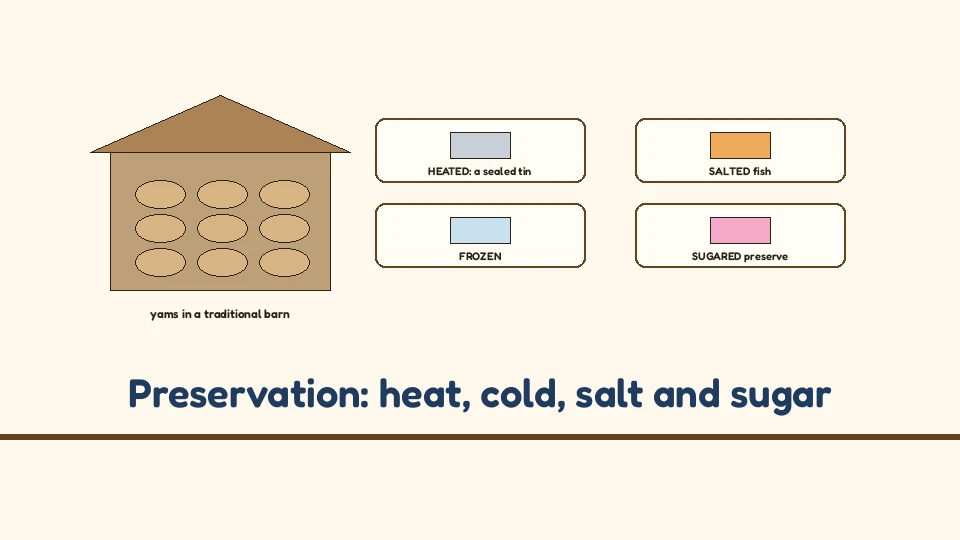 HEATED: a sealed tin
SALTED fish
FROZEN
SUGARED preserve
yams in a traditional barn
Preservation: heat, cold, salt and sugar